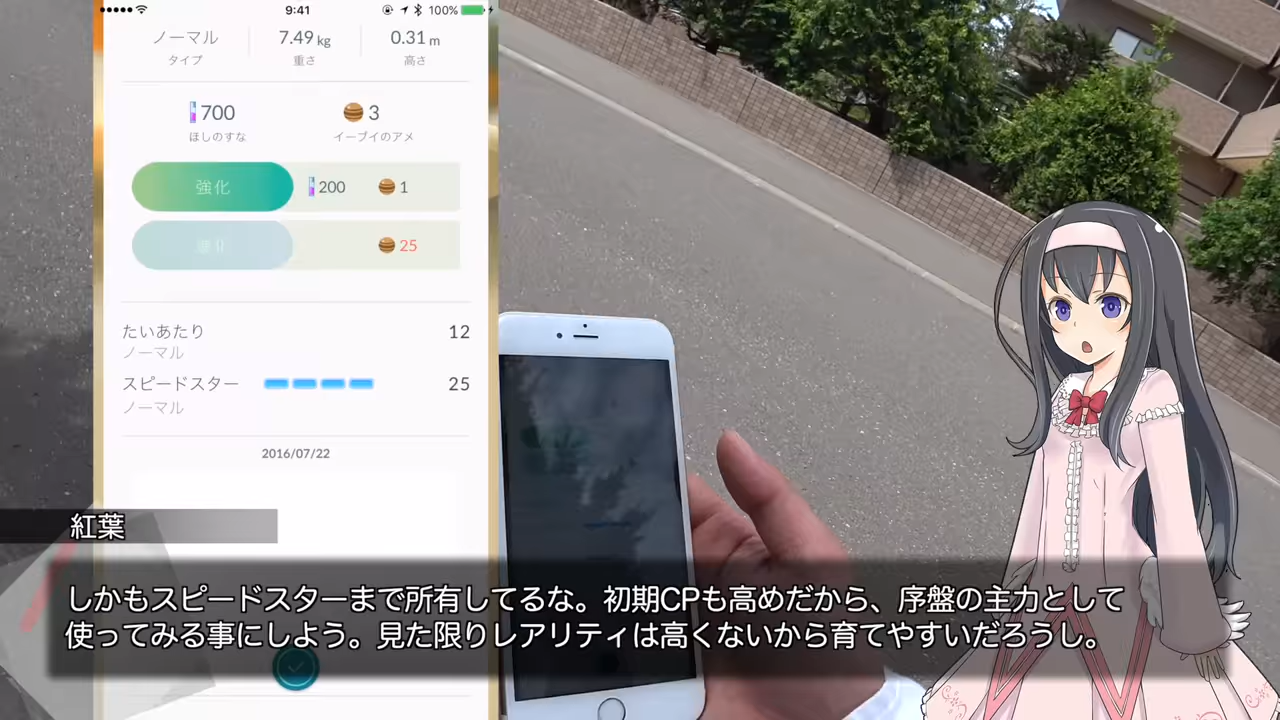 9:41
100%
ノーマル 7.49 kg 0.31 m
タイプ 重さ 高さ
700 3
ほしのすな イーブイのアメ
強化 200 1
進化 25
たいあたり 12
ノーマル
スピードスター 25
ノーマル
2016/07/22
紅葉
しかもスピードスターまで所有してるな。初期CPも高めだから、序盤の主力として
使ってみる事にしよう。見た限りレアリティは高くないから育てやすいだろうし。